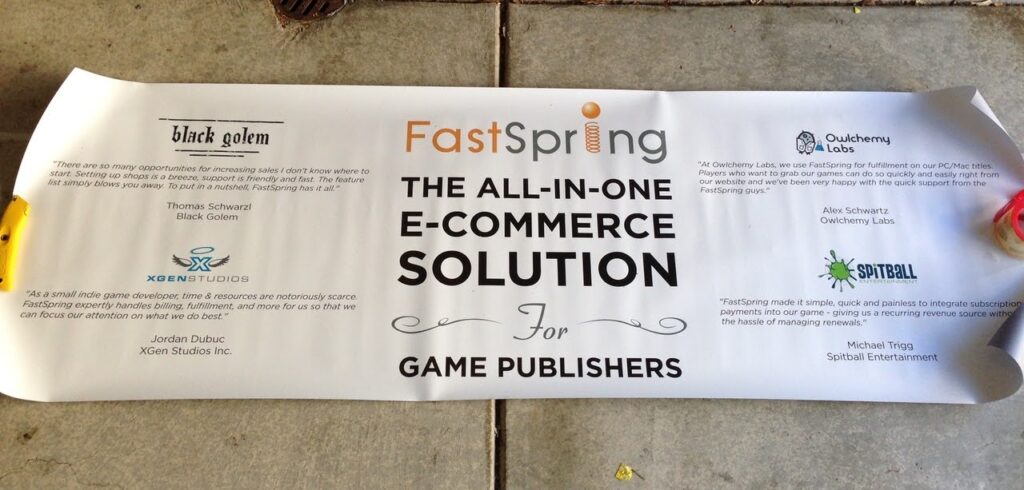 black golem
"There are so many opportunities for increasing sales I don't know where to
start. Setting up shops is a breeze, support is friendly and fast. The feature
list simply blows you away. To put in a nutshell, FastSpring has it all."
Thomas Schwarzl
Black Golem
XGENSTUDIOS
"As a small indie game developer, time & resources are notoriously scarce.
FastSpring expertly handles billing, fulfillment, and more for us so that we
can focus our attention on what we do best."
Jordan Dubuc
XGen Studios Inc.
FastSpring
THE ALL-IN-ONE
E-COMMERCE
SOLUTION
For
GAME PUBLISHERS
Owlchemy
Labs
"At Owlchemy Labs, we use FastSpring for fulfillment on our PC/Mac titles.
Players who want to grab our games can do so quickly and easily right from
our website and we've been very happy with the quick support from the
FastSpring guys."
Alex Schwartz
Owlchemy Labs
SPiTBALL
ENTERTAINMENT
"FastSpring made it simple, quick and painless to integrate subscription
payments into our game - giving us a recurring revenue source
the hassle of managing renewals."
Michael Trigg
Spitball Entertainment